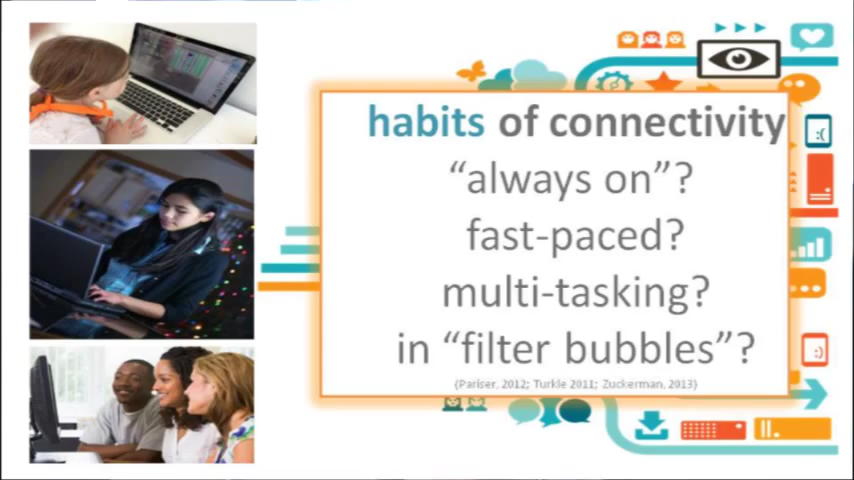 habits of connectivity
“always on”?
fast-paced?
multi-tasking?
in “filter bubbles”?
(Pariser, 2012; Turkle 2011; Zuckerman, 2013)
:(
:)